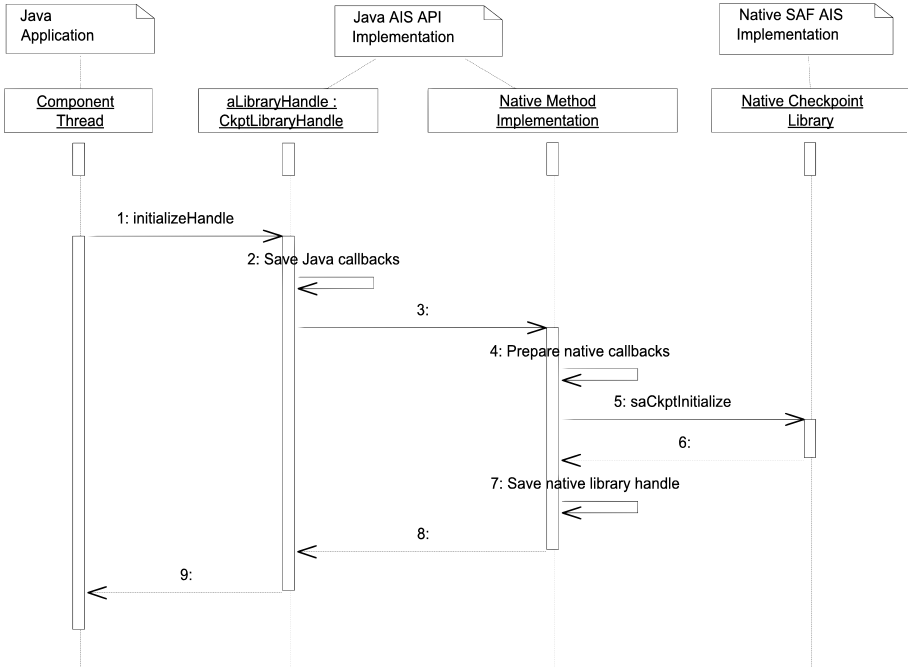 Java
Application
Java AIS API
Implementation
Native SAF AIS
Implementation
Component
Thread
aLibraryHandle :
CkptLibraryHandle
Native Method
Implementation
Native Checkpoint
Library
1: initializeHandle
2: Save Java callbacks
3:
4: Prepare native callbacks
5: saCkptInitialize
6:
7: Save native library handle
8:
9: